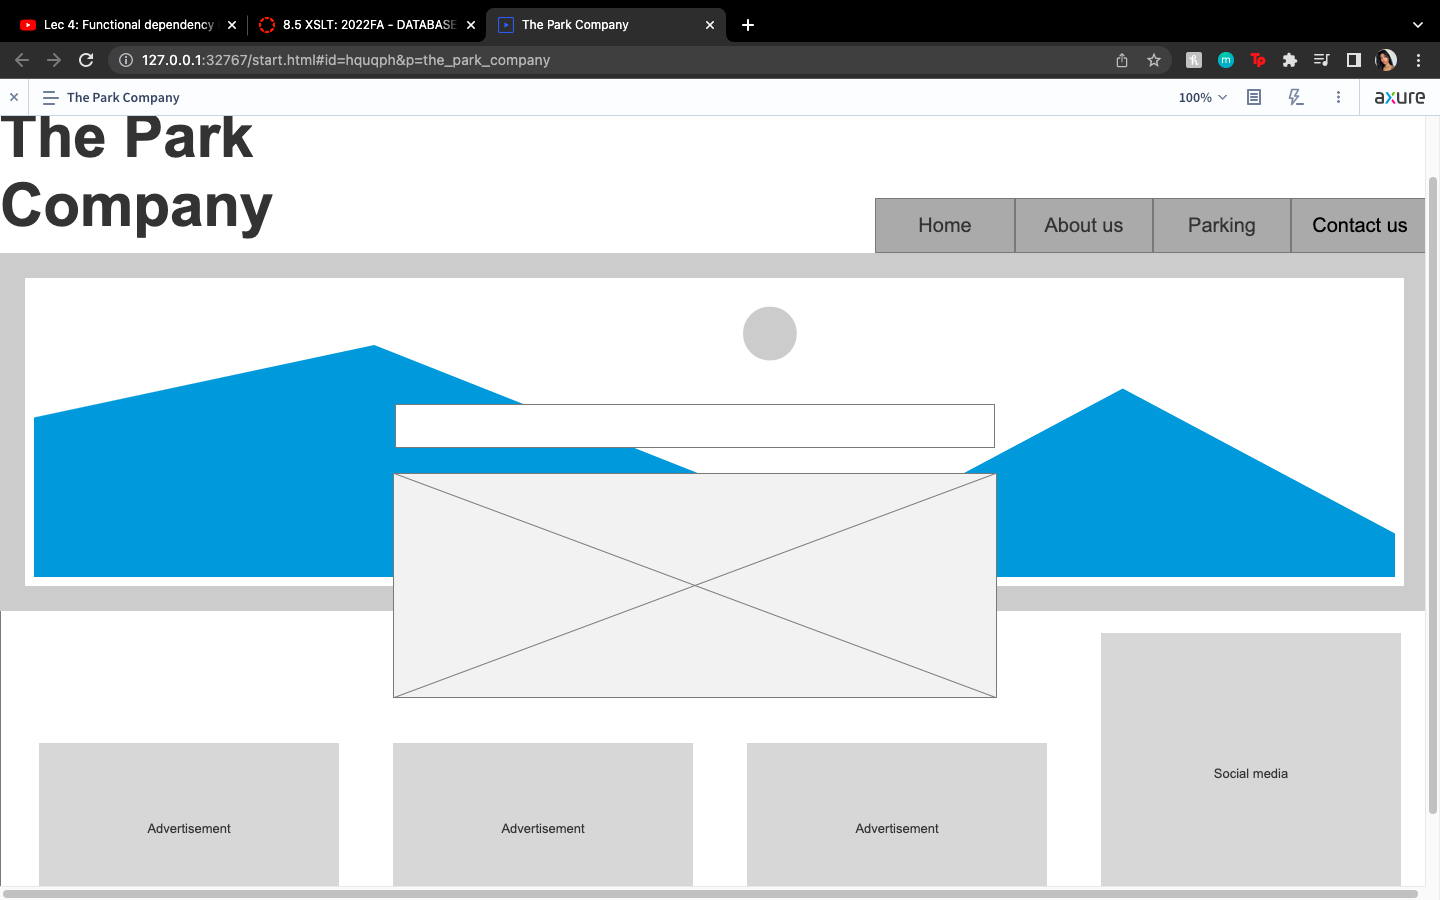 Lec 4: Functional dependency
8.5 XSLT: 2022FA - DATABASE
The Park Company
127.0.0.1:32767/start.html#id=hquqph&p=the_park_company
m
Tp
The Park Company
100%
axure
The Park
Company
Home
About us
Parking
Contact us
Social media
Advertisement
Advertisement
Advertisement